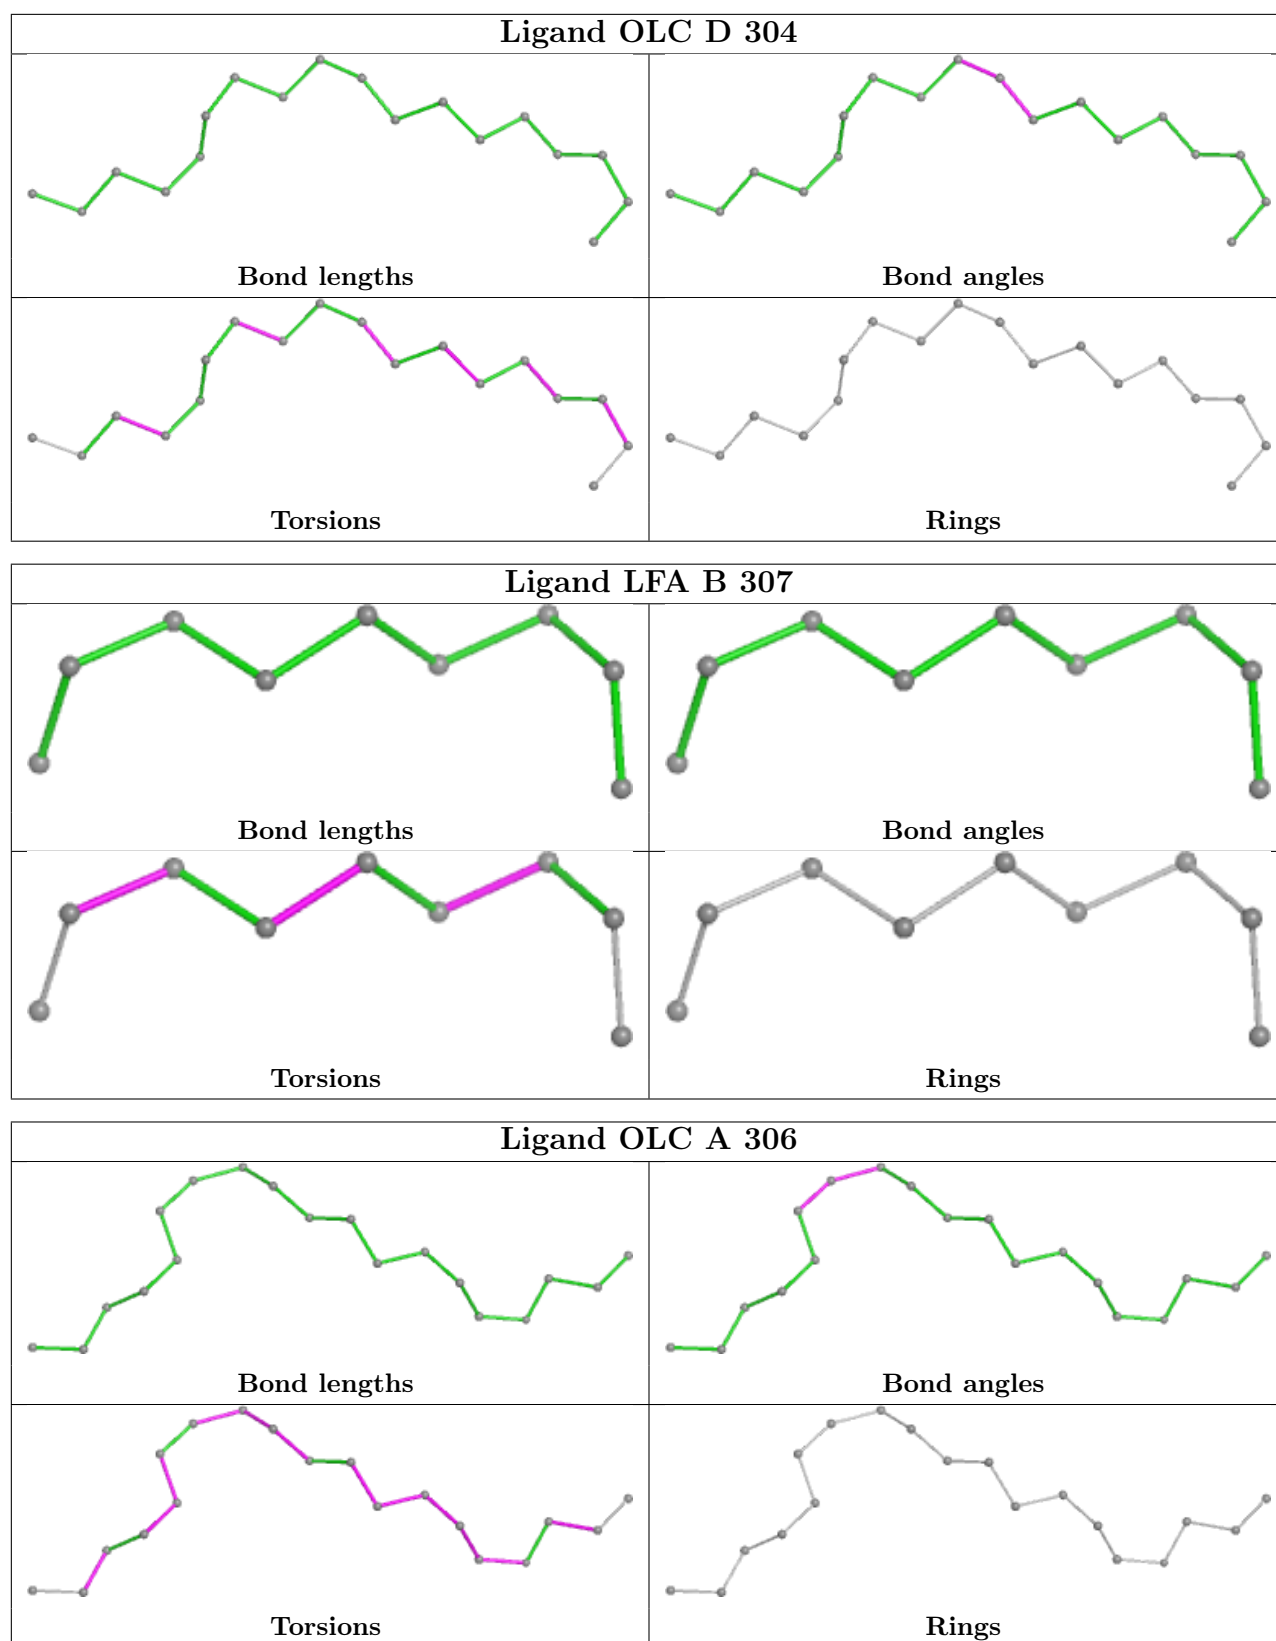 Ligand OLC D 304
Bond lengths
Bond angles
Torsions
Rings
Ligand LFA B 307
Bond lengths
Bond angles
Torsions
Rings
Ligand OLC A 306
Bond lengths
Bond angles
Torsions
Rings